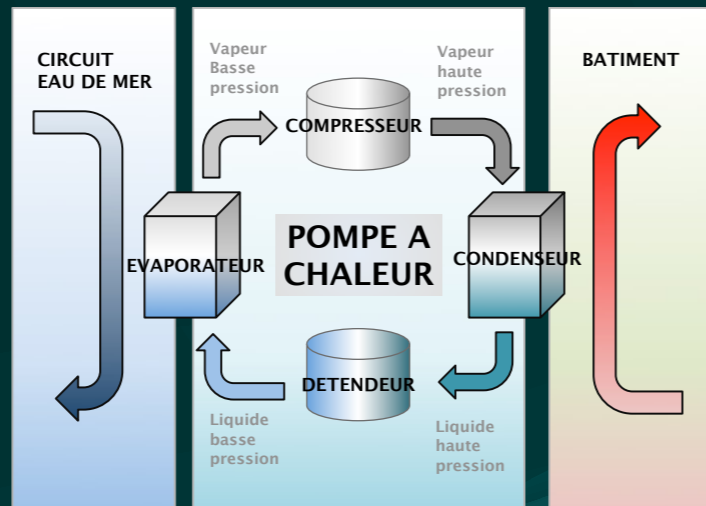 CIRCUIT
EAU DE MER
Vapeur
Basse
pression
Vapeur
haute
pression
BATIMENT
COMPRESSEUR
EVAPORATEUR
POMPE A
CHALEUR
CONDENSEUR
DETENDEUR
Liquide
basse
pression
Liquide
haute
pression